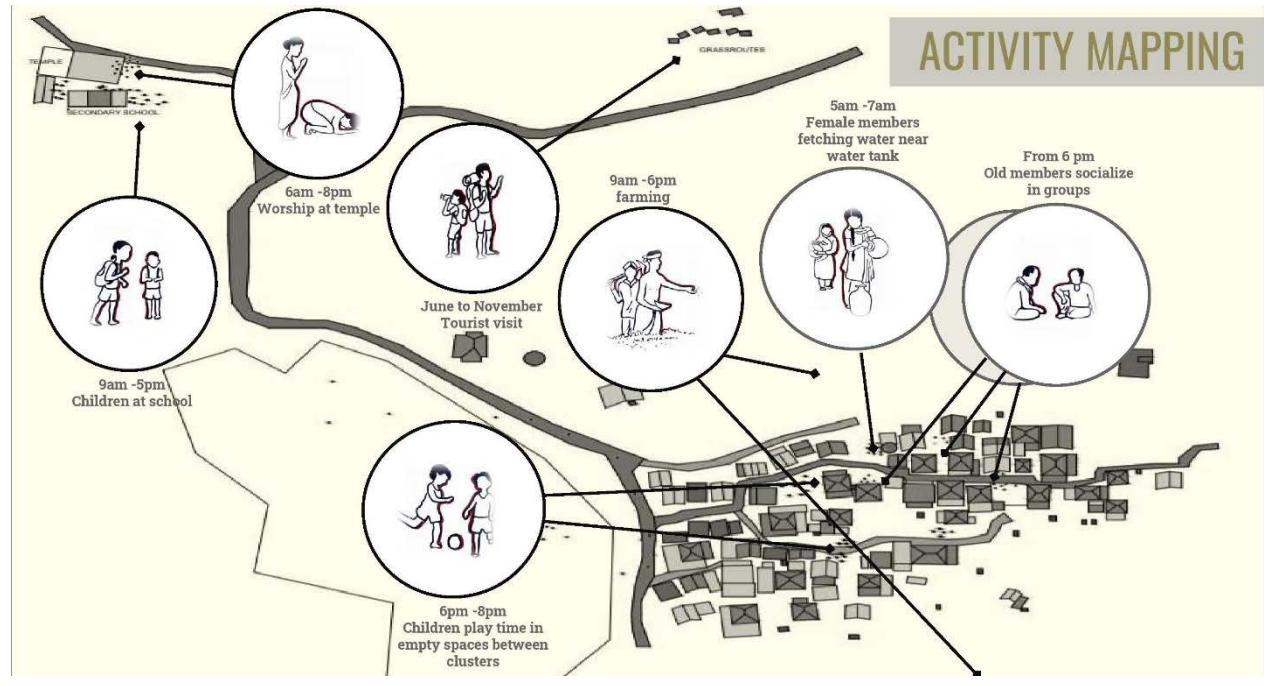 ACTIVITY MAPPING
TEMPLE
SECONDARY SCHOOL
GRASSROUTES
6am -8pm
Worship at temple
9am -5pm
Children at school
June to November
Tourist visit
9am -6pm
farming
5am -7am
Female members
fetching water near
water tank
From 6 pm
Old members socialize
in groups
6pm -8pm
Children play time in
empty spaces between
clusters